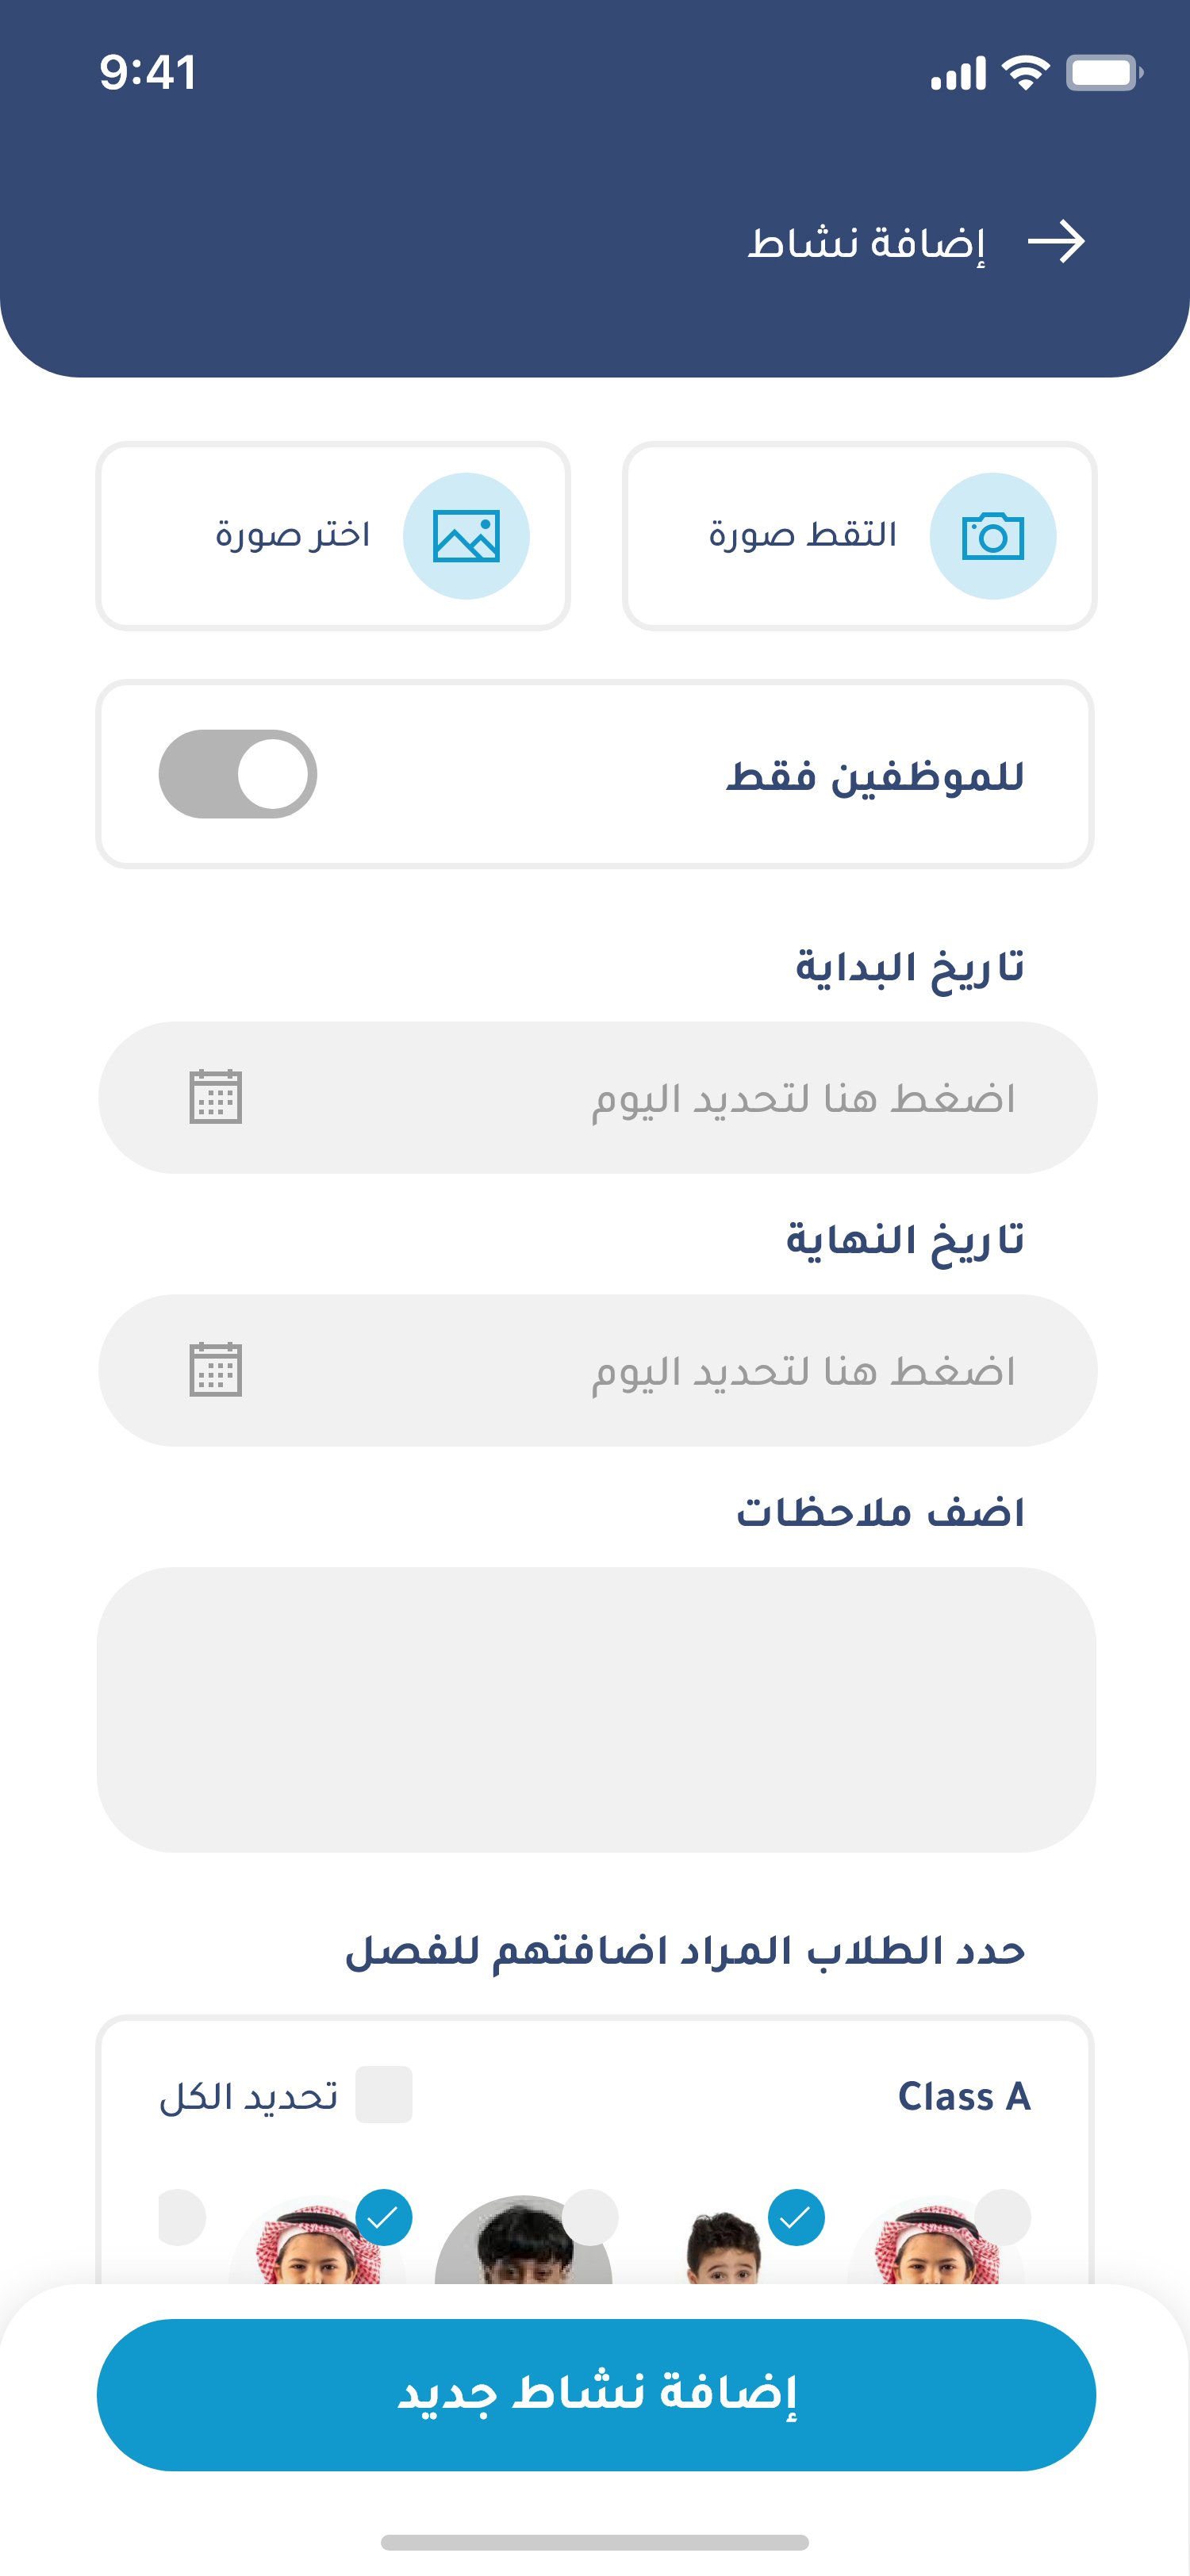 9:41
إضافة نشاط
التقط صورة
اختر صورة
للموظفين فقط
تاريخ البداية
اضغط هنا لتحديد اليوم
تاريخ النهاية
اضغط هنا لتحديد اليوم
اضف ملاحظات
حدد الطلاب المراد اضافتهم للفصل
Class A
تحديد الكل
إضافة نشاط جديد